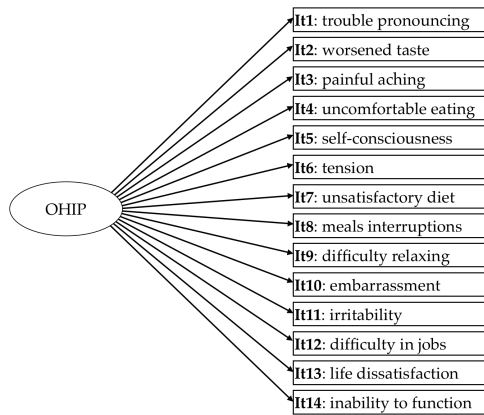 It1: trouble pronouncing
It2: worsened taste
It3: painful aching
It4: uncomfortable eating
It5: self-consciousness
It6: tension
OHIP
It7: unsatisfactory diet
It8: meals interruptions
It9: difficulty relaxing
It10: embarrassment
It11: irritability
It12: difficulty in jobs
It13: life dissatisfaction
It14: inability to function